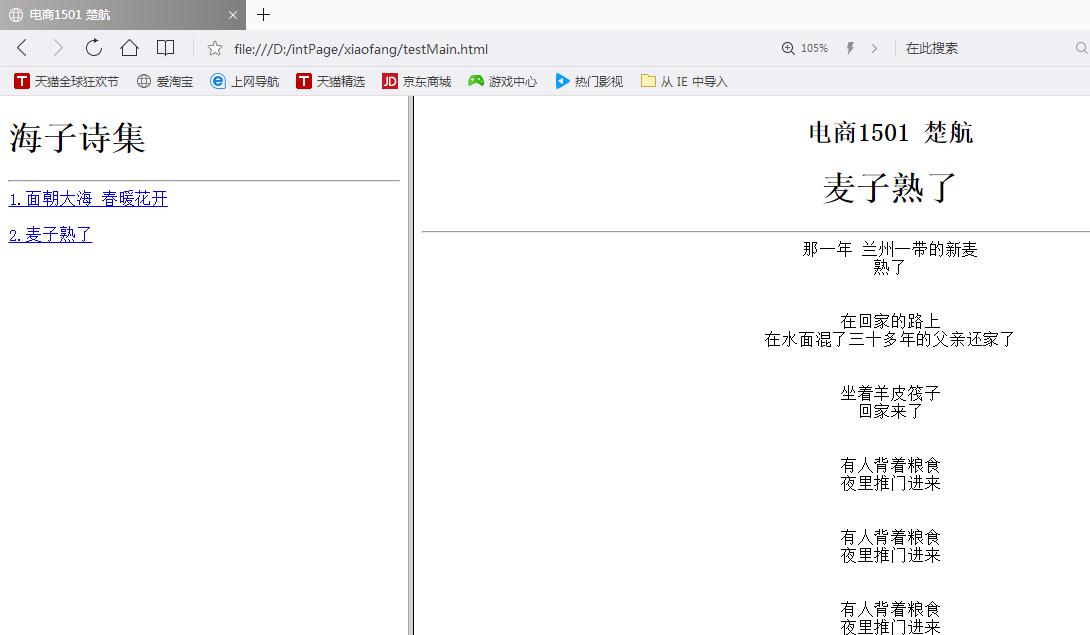 电商1501 楚航
file:///D:/intPage/xiaofang/testMain.html
105%
在此搜索
天猫全球狂欢节 爱淘宝 上网导航 天猫精选 JD 京东商城 游戏中心 热门影视 从 IE 中导入
海子诗集
1.面朝大海 春暖花开
2.麦子熟了
电商1501 楚航
麦子熟了
那一年 兰州一带的新麦
熟了
在回家的路上
在水面混了三十多年的父亲还家了
坐着羊皮筏子
回家来了
有人背着粮食
夜里推门进来
有人背着粮食
夜里推门进来
有人背着粮食
夜里推门进来